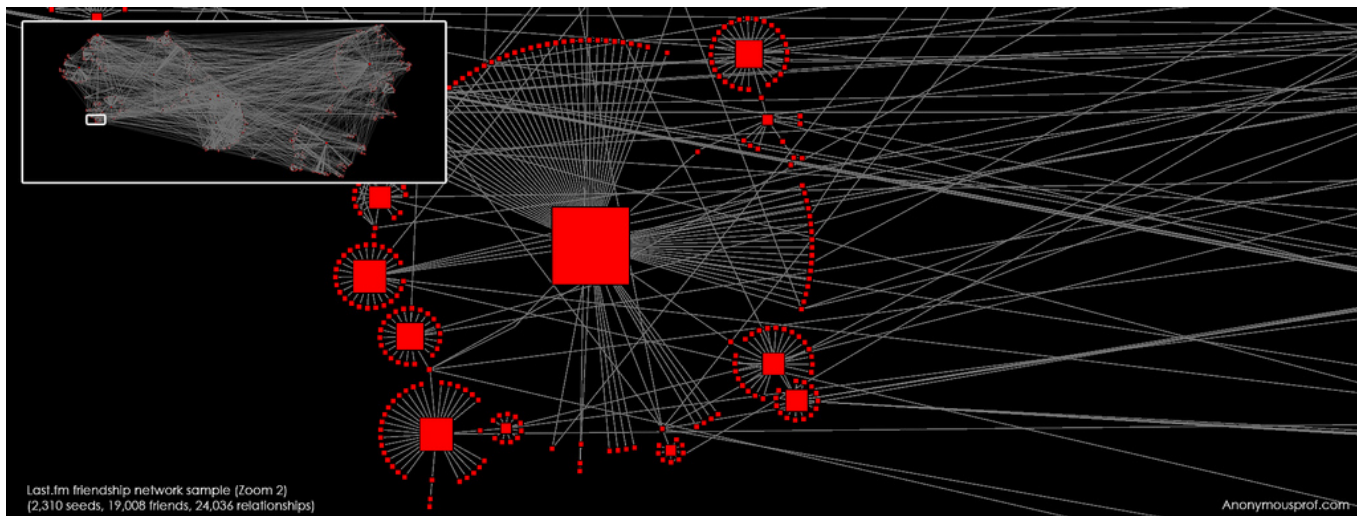 Last.fm friendship network sample (Zoom 2)
(2,310 seeds, 19,008 friends, 24,036 relationships)
Anonymousprof.com